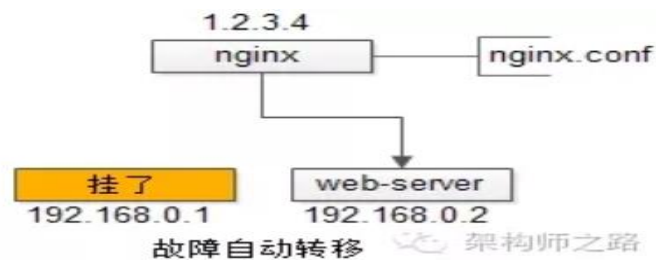 1.2.3.4
nginx
nginx.conf
挂了
web-server
192.168.0.1
192.168.0.2
故障自动转移
架构师之路